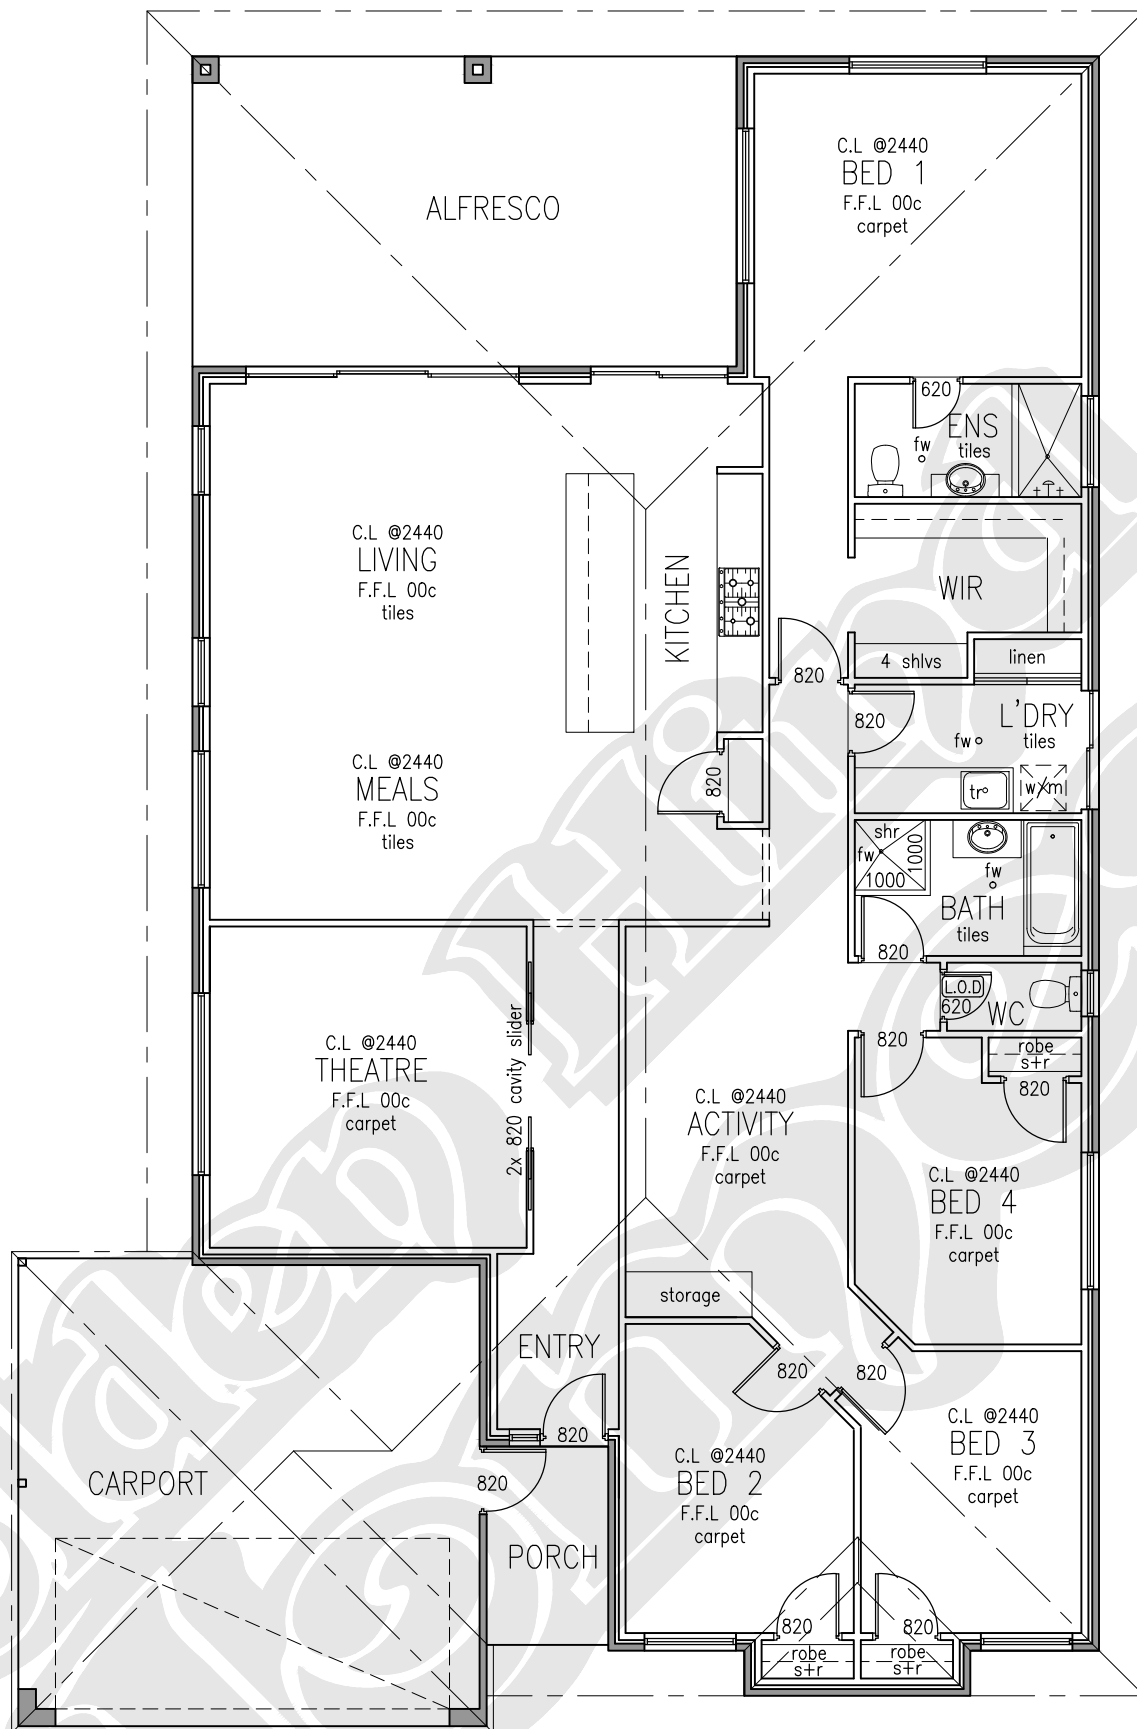 ALFRESCO
C.L @2440
BED 1
F.F.L 00c
carpet
620
ENS
tiles
fw
C.L @2440
LIVING
F.F.L 00c
tiles
KITCHEN
WIR
4 shlvs
linen
820
820
L'DRY
tiles
fw
tr
w/m
C.L @2440
MEALS
F.F.L 00c
tiles
820
shr
fw
1000
1000
fw
BATH
tiles
820
L.O.D
620
WC
820
robe
s+r
820
C.L @2440
THEATRE
F.F.L 00c
carpet
2x 820 cavity slider
C.L @2440
ACTIVITY
F.F.L 00c
carpet
C.L @2440
BED 4
F.F.L 00c
carpet
storage
ENTRY
820
820
820
C.L @2440
BED 3
F.F.L 00c
carpet
C.L @2440
BED 2
F.F.L 00c
carpet
CARPORT
820
PORCH
820
robe
s+r
820
robe
s+r